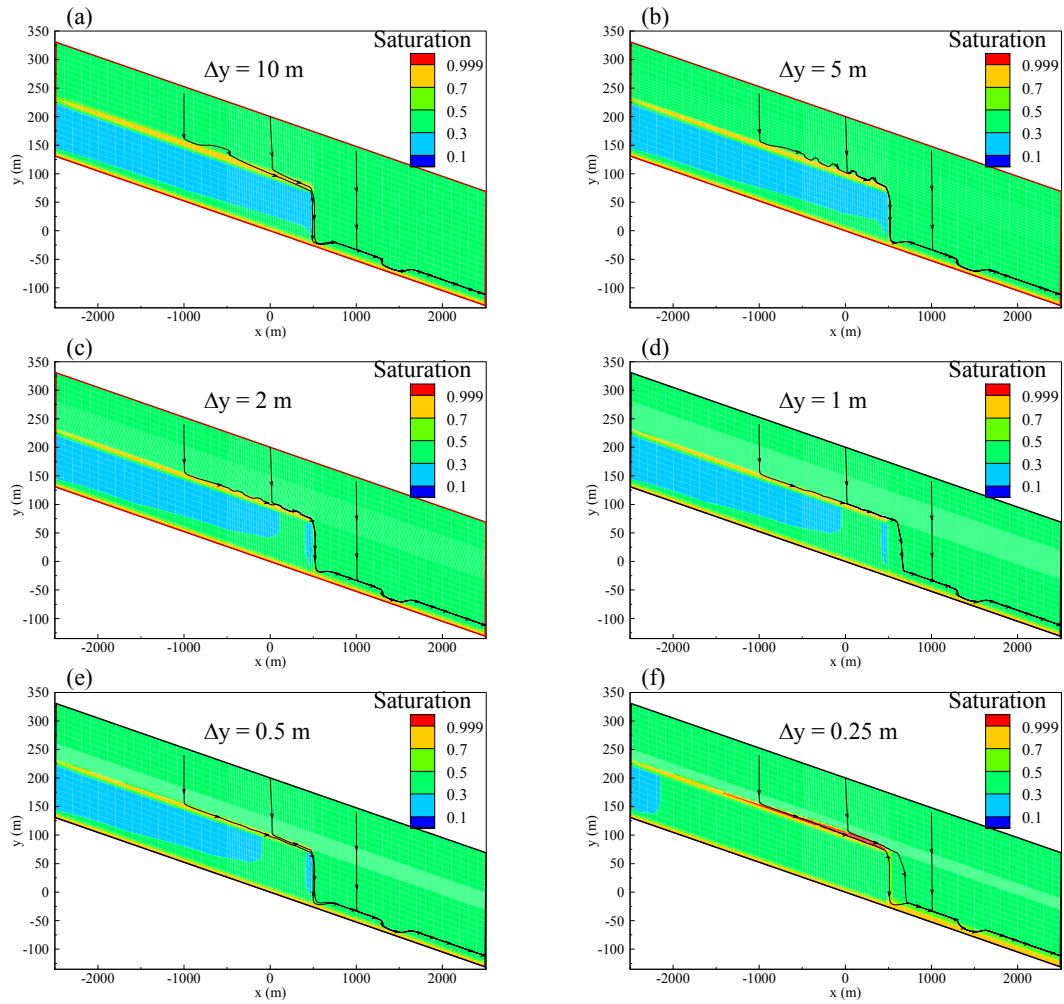 (a)
Saturation
Δy = 10 m
0.999
0.7
0.5
0.3
0.1
350
300
250
200
150
100
50
0
-50
-100
y (m)
-2000 -1000 0 1000 2000
x (m)
(b)
Saturation
Δy = 5 m
0.999
0.7
0.5
0.3
0.1
350
300
250
200
150
100
50
0
-50
-100
y (m)
-2000 -1000 0 1000 2000
x (m)
(c)
Saturation
Δy = 2 m
0.999
0.7
0.5
0.3
0.1
350
300
250
200
150
100
50
0
-50
-100
y (m)
-2000 -1000 0 1000 2000
x (m)
(d)
Saturation
Δy = 1 m
0.999
0.7
0.5
0.3
0.1
350
300
250
200
150
100
50
0
-50
-100
y (m)
-2000 -1000 0 1000 2000
x (m)
(e)
Saturation
Δy = 0.5 m
0.999
0.7
0.5
0.3
0.1
350
300
250
200
150
100
50
0
-50
-100
y (m)
-2000 -1000 0 1000 2000
x (m)
(f)
Saturation
Δy = 0.25 m
0.999
0.7
0.5
0.3
0.1
350
300
250
200
150
100
50
0
-50
-100
y (m)
-2000 -1000 0 1000 2000
x (m)